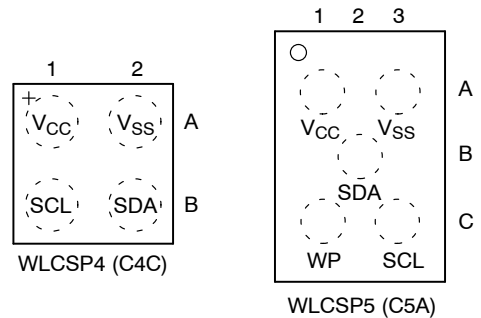 1 2
VCC VSS A
SCL SDA B
WLCSP4 (C4C)
1 2 3
A
VCC VSS
B
SDA
C
WP SCL
WLCSP5 (C5A)